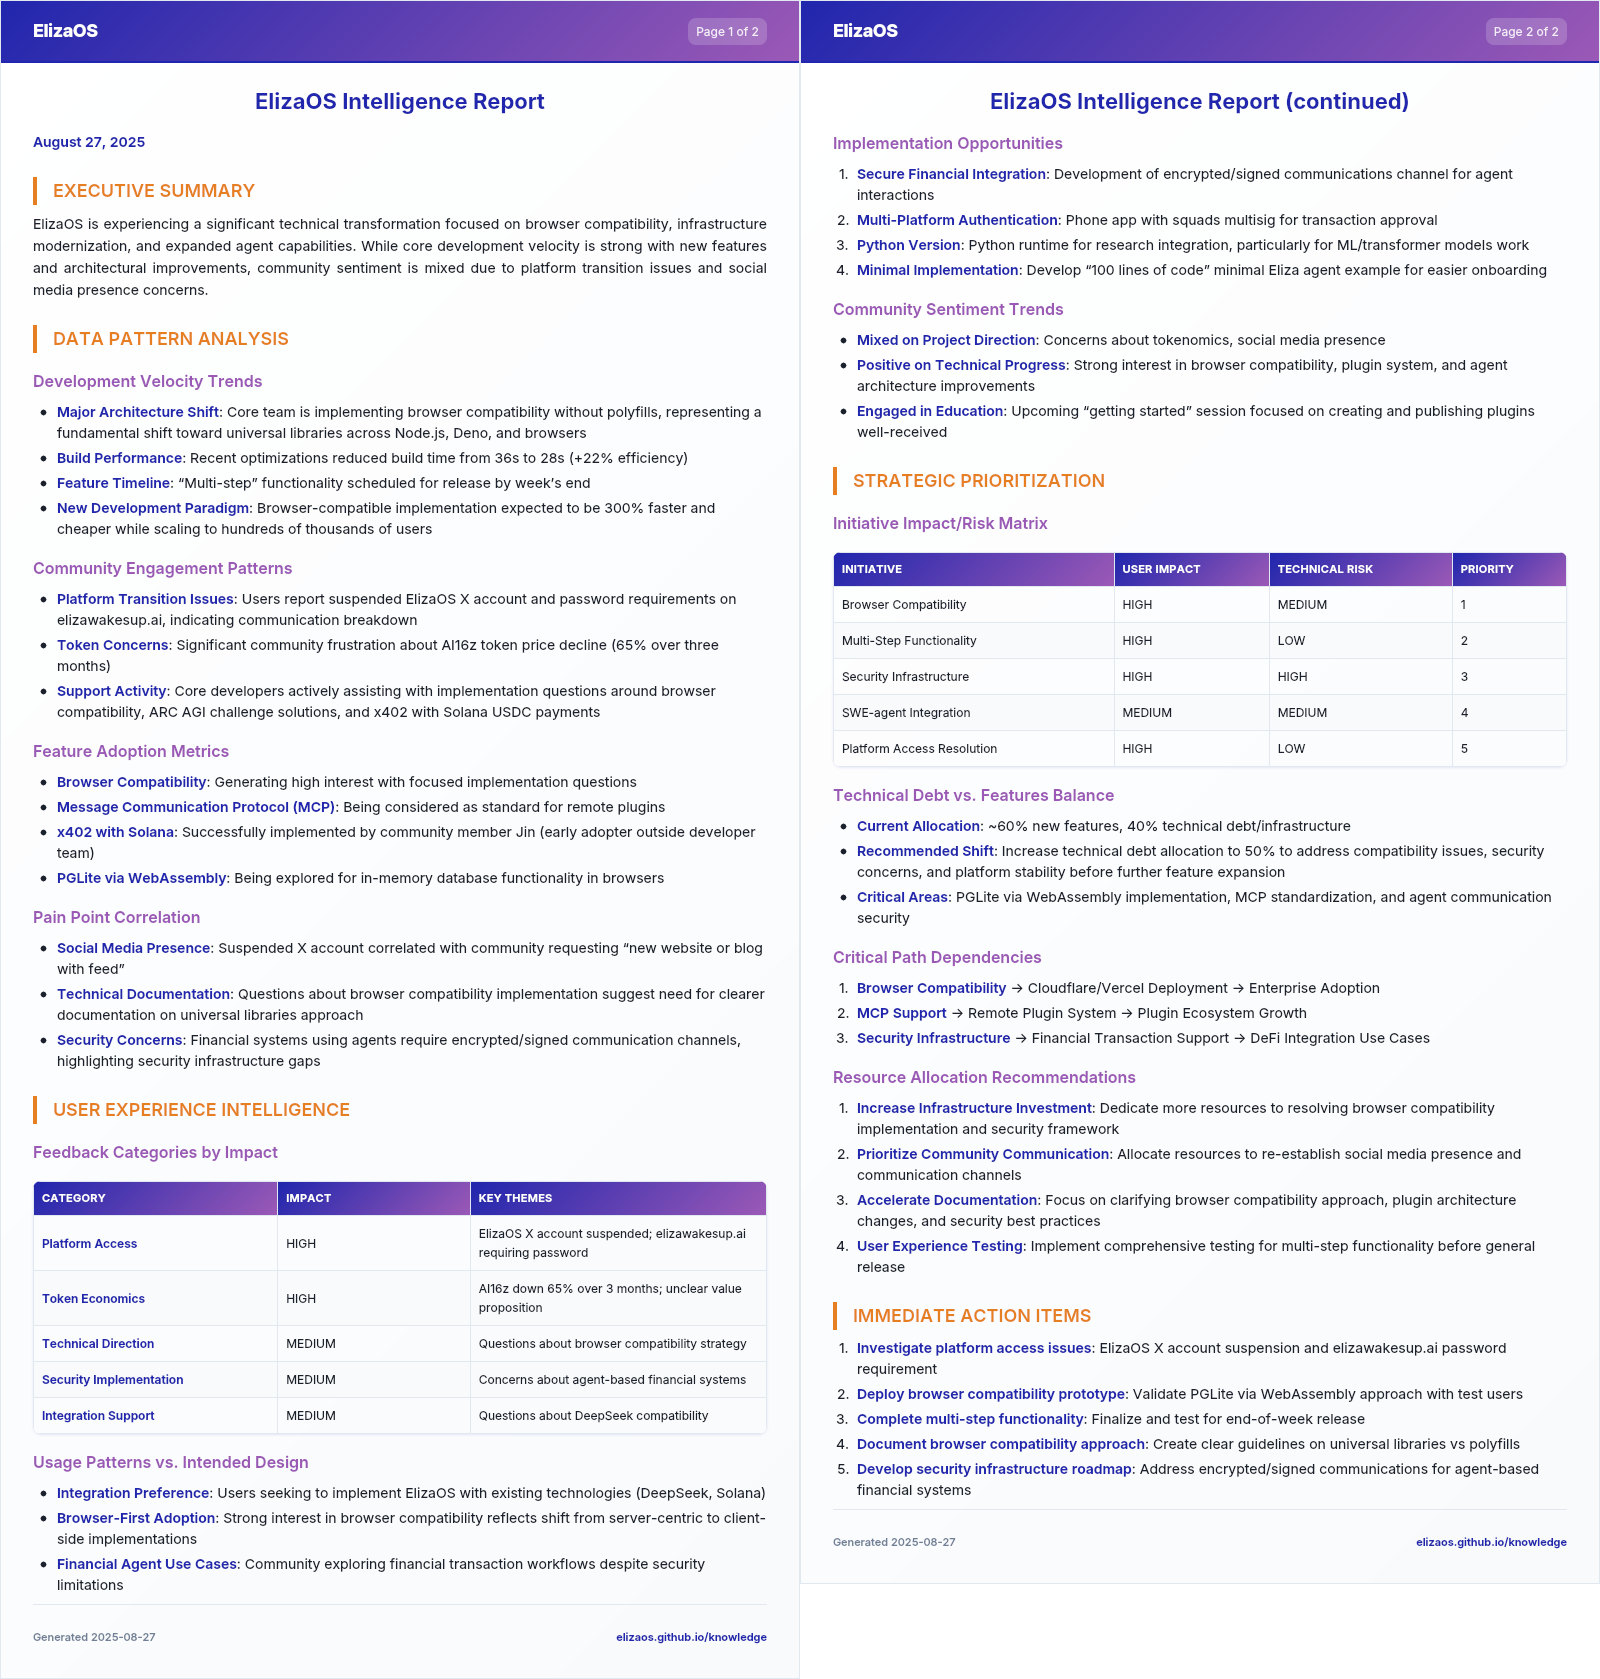 ElizaOS
Page 1 of 2
ElizaOS Intelligence Report
August 27, 2025
EXECUTIVE SUMMARY
ElizaOS is experiencing a significant technical transformation focused on browser compatibility, infrastructure
modernization, and expanded agent capabilities. While core development velocity is strong with new features
and architectural improvements, community sentiment is mixed due to platform transition issues and social
media presence concerns.
DATA PATTERN ANALYSIS
Development Velocity Trends
• Major Architecture Shift: Core team is implementing browser compatibility without polyfills, representing a
fundamental shift toward universal libraries across Node.js, Deno, and browsers
• Build Performance: Recent optimizations reduced build time from 36s to 28s (+22% efficiency)
• Feature Timeline: “Multi-step” functionality scheduled for release by week’s end
• New Development Paradigm: Browser-compatible implementation expected to be 300% faster and
cheaper while scaling to hundreds of thousands of users
Community Engagement Patterns
• Platform Transition Issues: Users report suspended ElizaOS X account and password requirements on
elizawakesup.ai, indicating communication breakdown
• Token Concerns: Significant community frustration about AI16z token price decline (65% over three
months)
• Support Activity: Core developers actively assisting with implementation questions around browser
compatibility, ARC AGI challenge solutions, and x402 with Solana USDC payments
Feature Adoption Metrics
• Browser Compatibility: Generating high interest with focused implementation questions
• Message Communication Protocol (MCP): Being considered as standard for remote plugins
• x402 with Solana: Successfully implemented by community member Jin (early adopter outside developer
team)
• PGLite via WebAssembly: Being explored for in-memory database functionality in browsers
Pain Point Correlation
• Social Media Presence: Suspended X account correlated with community requesting “new website or blog
with feed”
• Technical Documentation: Questions about browser compatibility implementation suggest need for clearer
documentation on universal libraries approach
• Security Concerns: Financial systems using agents require encrypted/signed communication channels,
highlighting security infrastructure gaps
USER EXPERIENCE INTELLIGENCE
Feedback Categories by Impact
CATEGORY IMPACT KEY THEMES
Platform Access HIGH ElizaOS X account suspended; elizawakesup.ai
requiring password
Token Economics HIGH AI16z down 65% over 3 months; unclear value
proposition
Technical Direction MEDIUM Questions about browser compatibility strategy
Security Implementation MEDIUM Concerns about agent-based financial systems
Integration Support MEDIUM Questions about DeepSeek compatibility
Usage Patterns vs. Intended Design
• Integration Preference: Users seeking to implement ElizaOS with existing technologies (DeepSeek, Solana)
• Browser-First Adoption: Strong interest in browser compatibility reflects shift from server-centric to client-
side implementations
• Financial Agent Use Cases: Community exploring financial transaction workflows despite security
limitations
Generated 2025-08-27
elizaos.github.io/knowledge
ElizaOS
Page 2 of 2
ElizaOS Intelligence Report (continued)
Implementation Opportunities
1. Secure Financial Integration: Development of encrypted/signed communications channel for agent
interactions
2. Multi-Platform Authentication: Phone app with squads multisig for transaction approval
3. Python Version: Python runtime for research integration, particularly for ML/transformer models work
4. Minimal Implementation: Develop “100 lines of code” minimal Eliza agent example for easier onboarding
Community Sentiment Trends
• Mixed on Project Direction: Concerns about tokenomics, social media presence
• Positive on Technical Progress: Strong interest in browser compatibility, plugin system, and agent
architecture improvements
• Engaged in Education: Upcoming “getting started” session focused on creating and publishing plugins
well-received
STRATEGIC PRIORITIZATION
Initiative Impact/Risk Matrix
INITIATIVE USER IMPACT TECHNICAL RISK PRIORITY
Browser Compatibility HIGH MEDIUM 1
Multi-Step Functionality HIGH LOW 2
Security Infrastructure HIGH HIGH 3
SWE-agent Integration MEDIUM MEDIUM 4
Platform Access Resolution HIGH LOW 5
Technical Debt vs. Features Balance
• Current Allocation: ~60% new features, 40% technical debt/infrastructure
• Recommended Shift: Increase technical debt allocation to 50% to address compatibility issues, security
concerns, and platform stability before further feature expansion
• Critical Areas: PGLite via WebAssembly implementation, MCP standardization, and agent communication
security
Critical Path Dependencies
1. Browser Compatibility → Cloudflare/Vercel Deployment → Enterprise Adoption
2. MCP Support → Remote Plugin System → Plugin Ecosystem Growth
3. Security Infrastructure → Financial Transaction Support → DeFi Integration Use Cases
Resource Allocation Recommendations
1. Increase Infrastructure Investment: Dedicate more resources to resolving browser compatibility
implementation and security framework
2. Prioritize Community Communication: Allocate resources to re-establish social media presence and
communication channels
3. Accelerate Documentation: Focus on clarifying browser compatibility approach, plugin architecture
changes, and security best practices
4. User Experience Testing: Implement comprehensive testing for multi-step functionality before general
release
IMMEDIATE ACTION ITEMS
1. Investigate platform access issues: ElizaOS X account suspension and elizawakesup.ai password
requirement
2. Deploy browser compatibility prototype: Validate PGLite via WebAssembly approach with test users
3. Complete multi-step functionality: Finalize and test for end-of-week release
4. Document browser compatibility approach: Create clear guidelines on universal libraries vs polyfills
5. Develop security infrastructure roadmap: Address encrypted/signed communications for agent-based
financial systems
Generated 2025-08-27
elizaos.github.io/knowledge